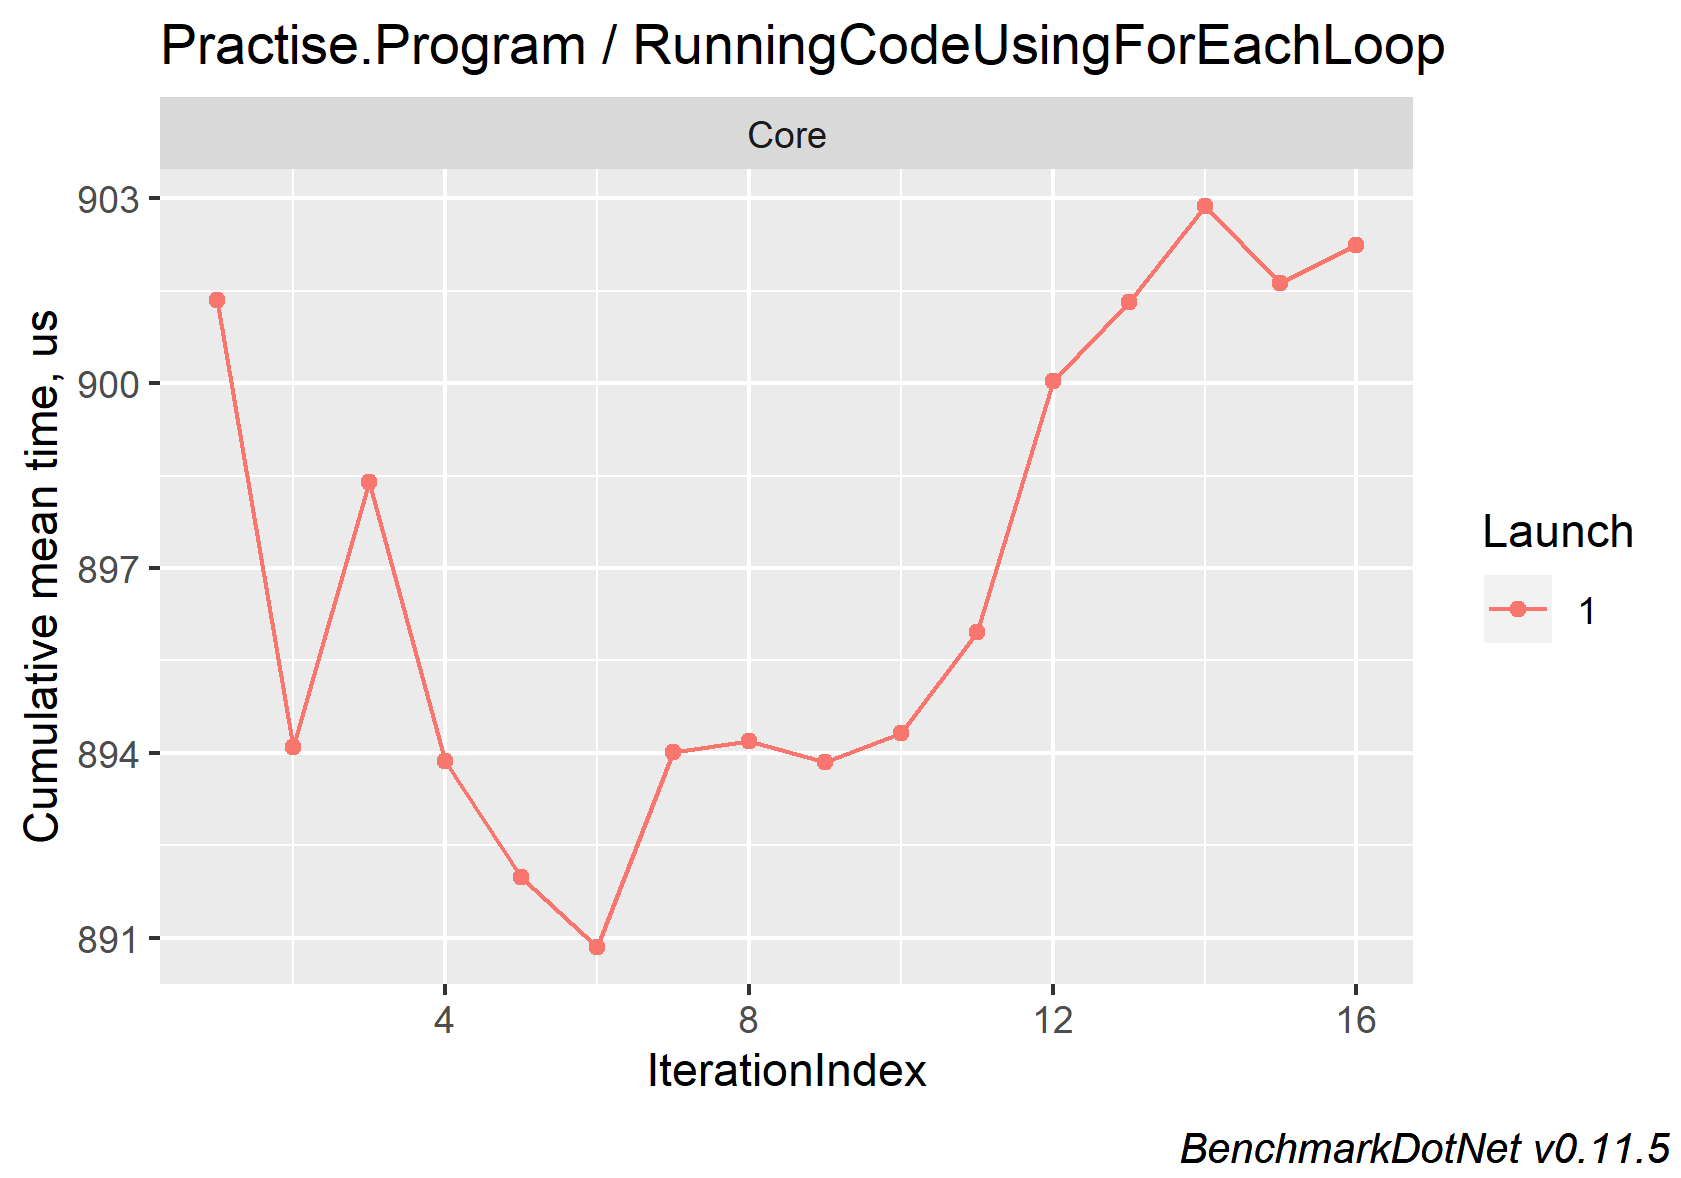 Practise.Program / RunningCodeUsingForEachLoop
Core
903
900
897
894
891
Cumulative mean time, us
4 8 12 16
IterationIndex
Launch
1
BenchmarkDotNet v0.11.5